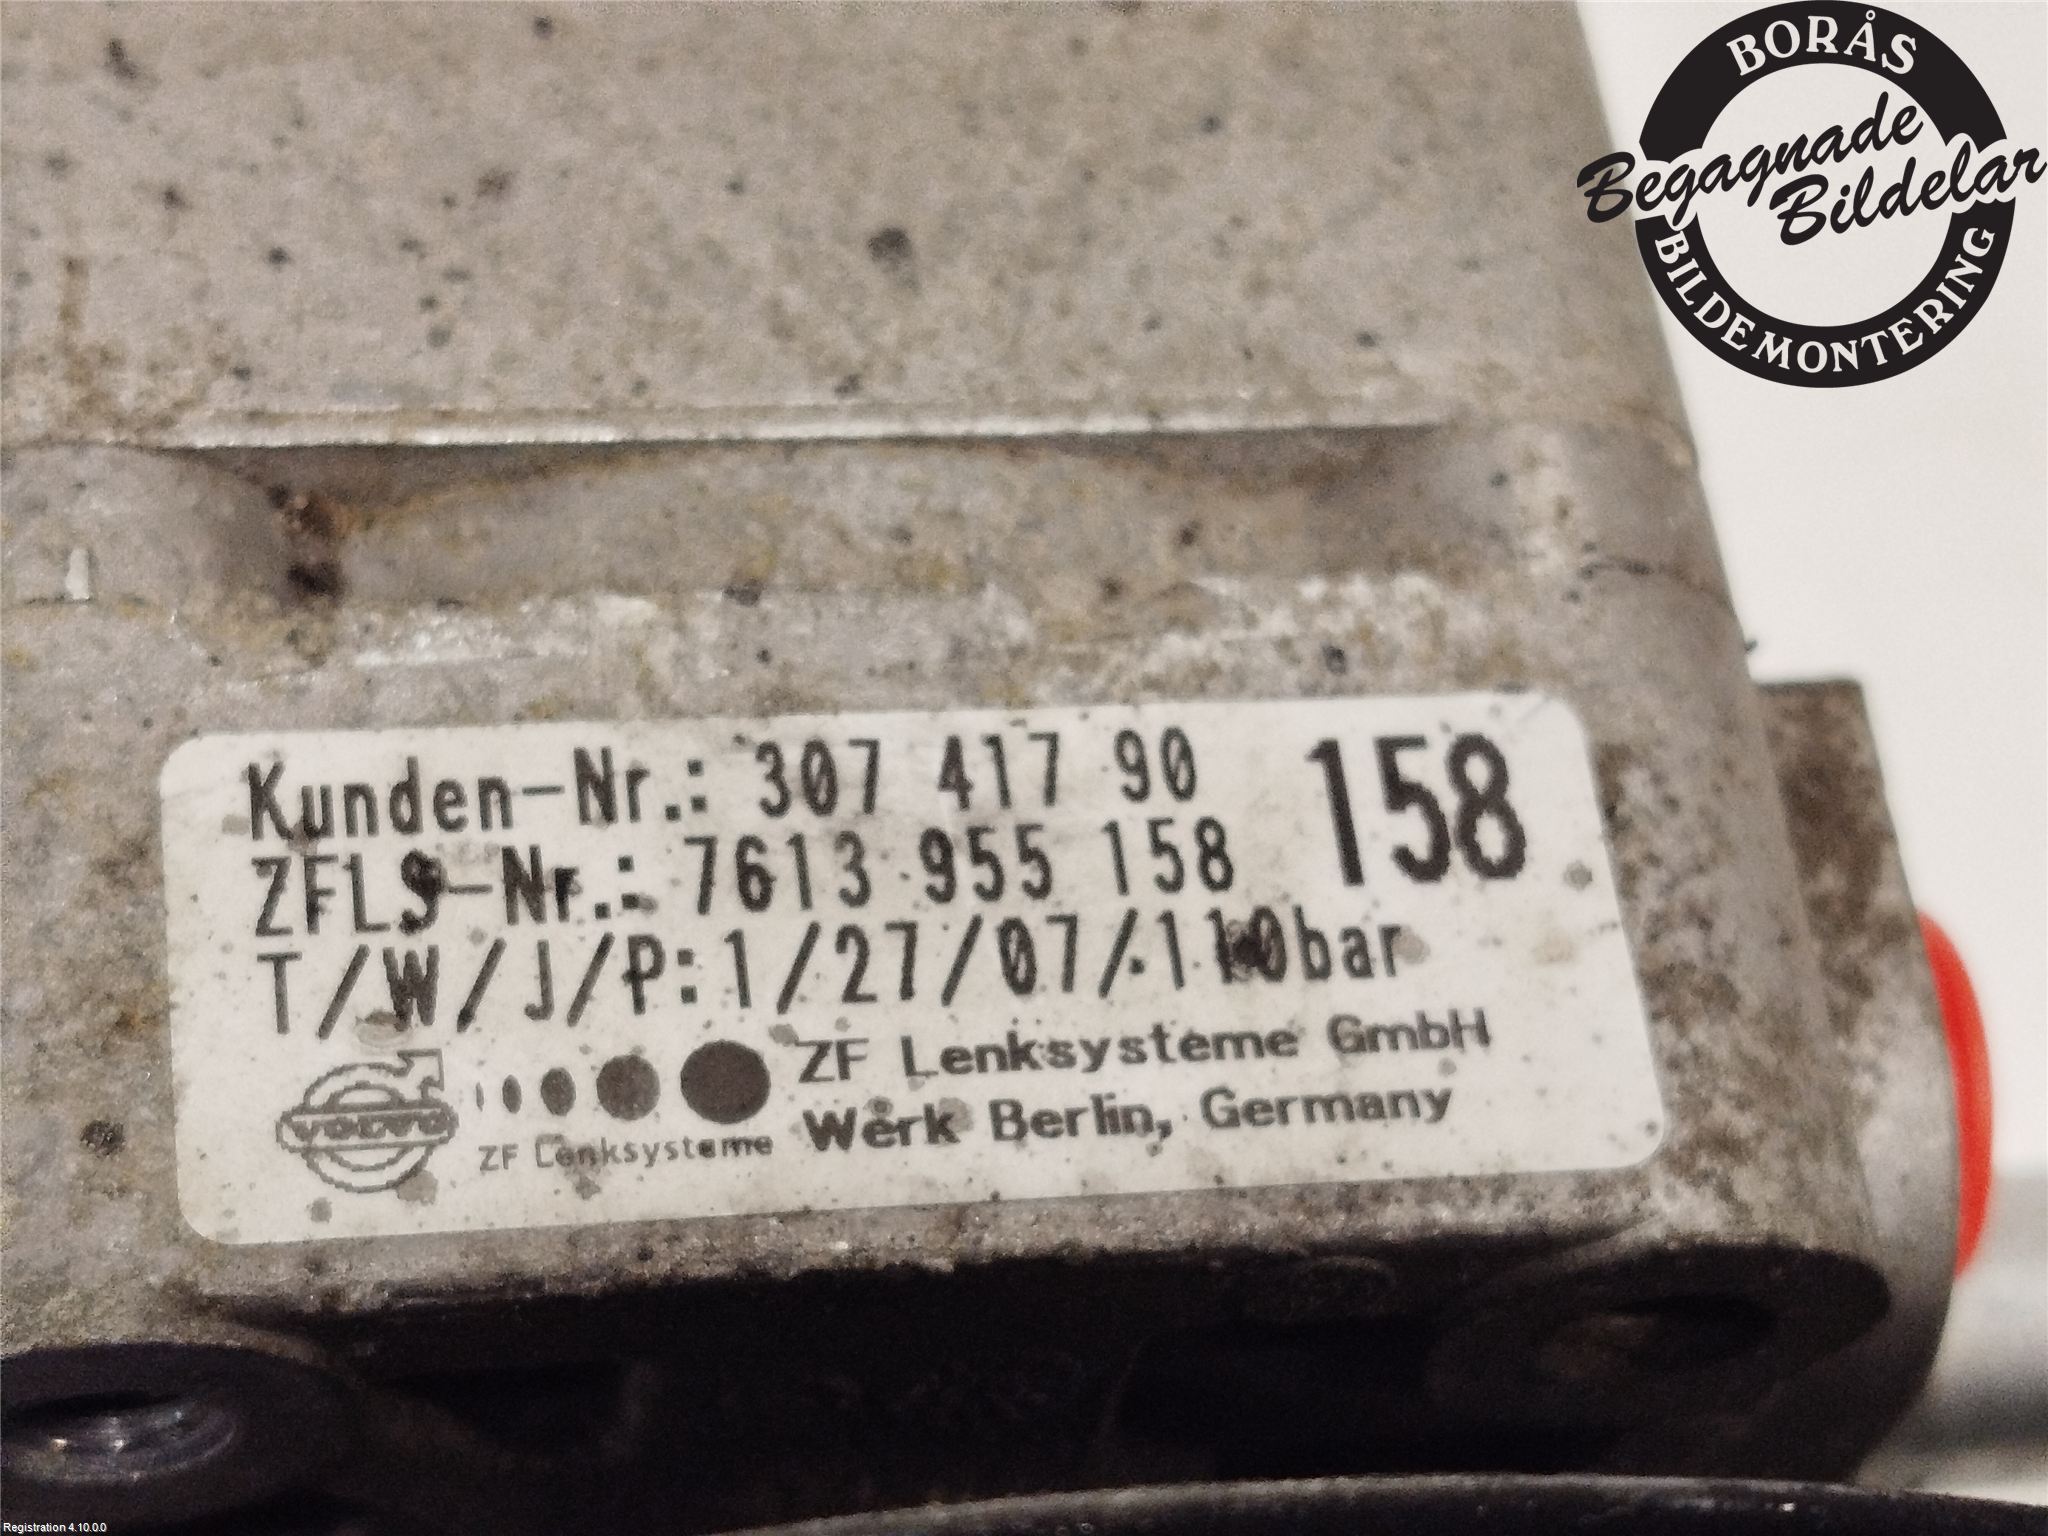 BORÅS
Begagnade
Bildelar
BILDEMONTERING
Kunden-Nr.: 307 417 90
158
ZFLS-Nr.: 7613 955 158
T/W/J/P: 1/27/07/110bar
VOLVO
ZF Lenksysteme
ZF Lenksysteme GmbH
Werk Berlin, Germany
Registration 4.10.0.0